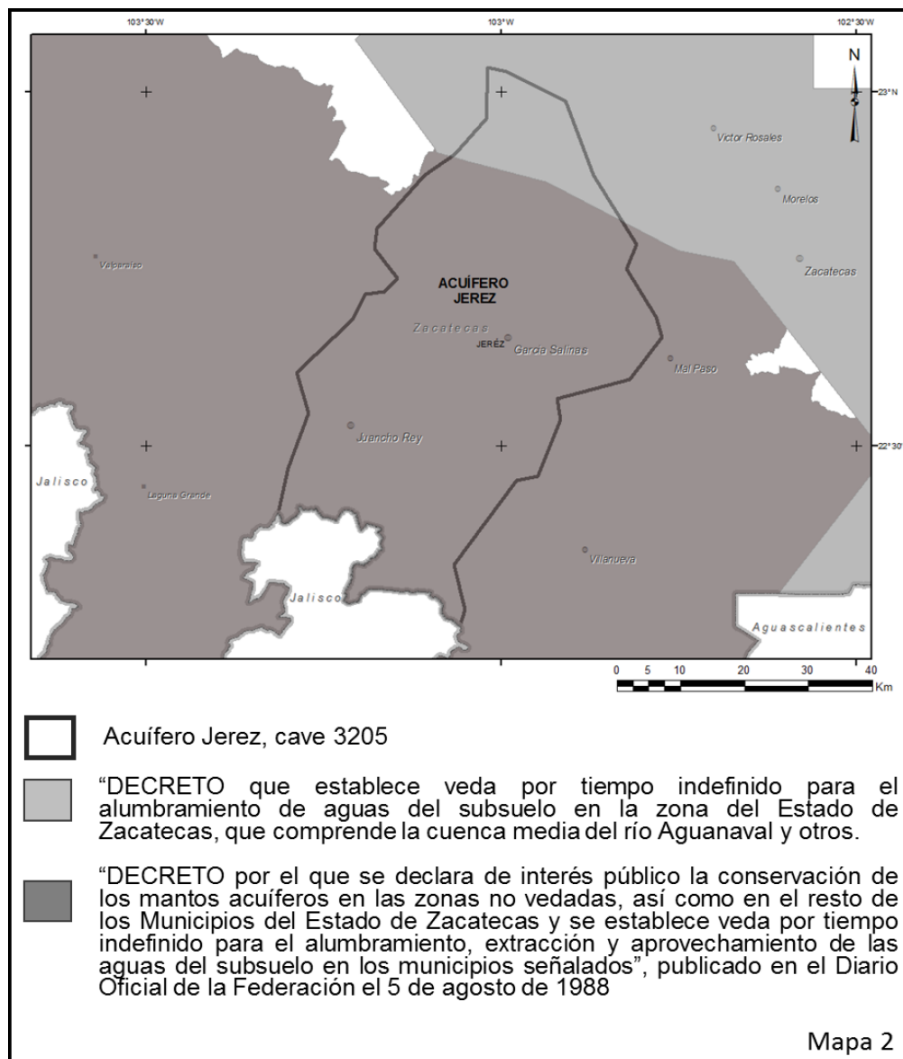 103°30'W
103°W
102°30'W
N
23°N
Victor Rosales
Morelos
Valparaíso
Zacatecas
ACUÍFERO
JEREZ
Zacatecas
JERÉZ
García Salinas
Mal Paso
Juancho Rey
22°30'
Jalisco
Laguna Grande
Villanueva
Jalisco
Aguascalientes
0 5 10 20 30 40
Km
Acuífero Jerez, cave 3205
“DECRETO que establece veda por tiempo indefinido para el
alumbramiento de aguas del subsuelo en la zona del Estado de
Zacatecas, que comprende la cuenca media del río Aguanaval y otros.
“DECRETO por el que se declara de interés público la conservación de
los mantos acuíferos en las zonas no vedadas, así como en el resto de
los Municipios del Estado de Zacatecas y se establece veda por tiempo
indefinido para el alumbramiento, extracción y aprovechamiento de las
aguas del subsuelo en los municipios señalados”, publicado en el Diario
Oficial de la Federación el 5 de agosto de 1988
Mapa 2